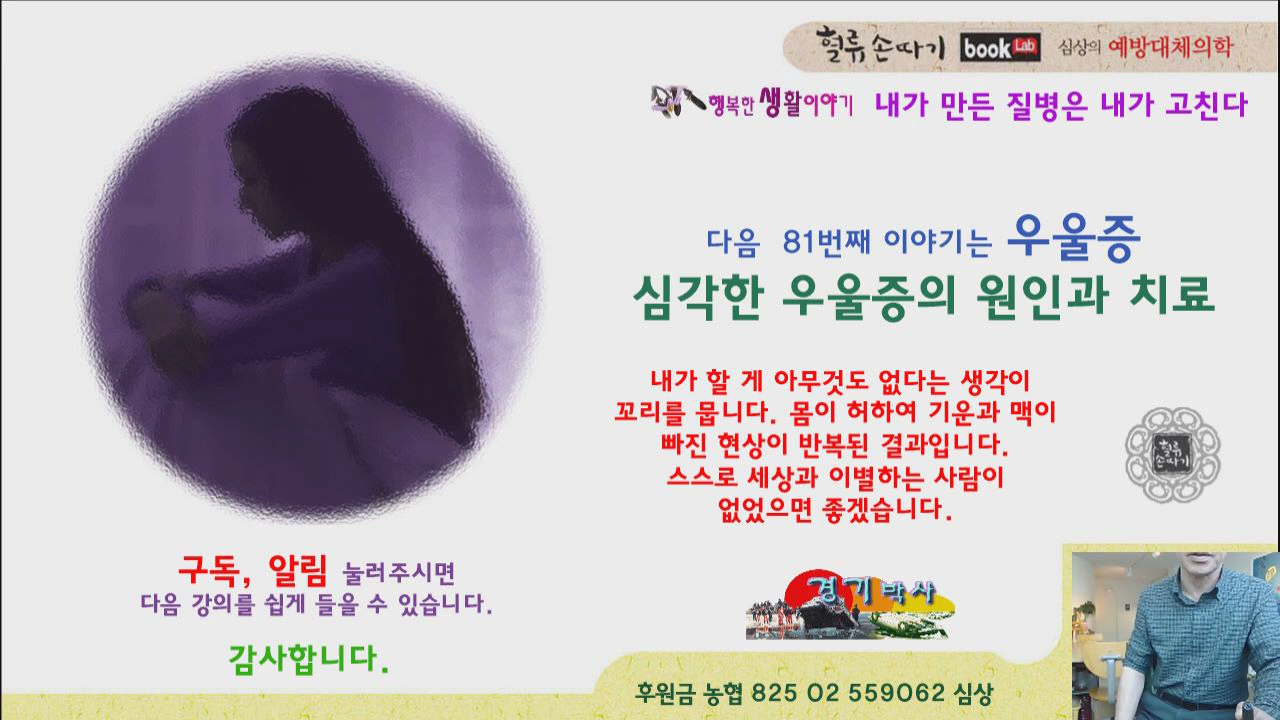 혈류 손따기 book Lab 심상의 예방대체의학
행복한 생활이야기 내가 만든 질병은 내가 고친다
다음 81번째 이야기는 우울증
심각한 우울증의 원인과 치료
내가 할 게 아무것도 없다는 생각이
꼬리를 뭅니다. 몸이 허하여 기운과 맥이
빠진 현상이 반복된 결과입니다.
스스로 세상과 이별하는 사람이
없었으면 좋겠습니다.
혈류
손따기
구독, 알림 눌러주시면
다음 강의를 쉽게 들을 수 있습니다.
감사합니다.
경기박사
후원금 농협 825 02 559062 심상